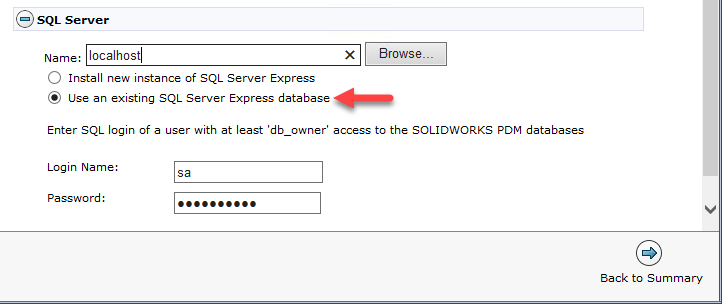 SQL Server
Name: localhost Browse...
Install new instance of SQL Server Express
Use an existing SQL Server Express database
Enter SQL login of a user with at least 'db_owner' access to the SOLIDWORKS PDM databases
Login Name: sa
Password: ●●●●●●●●●●
Back to Summary